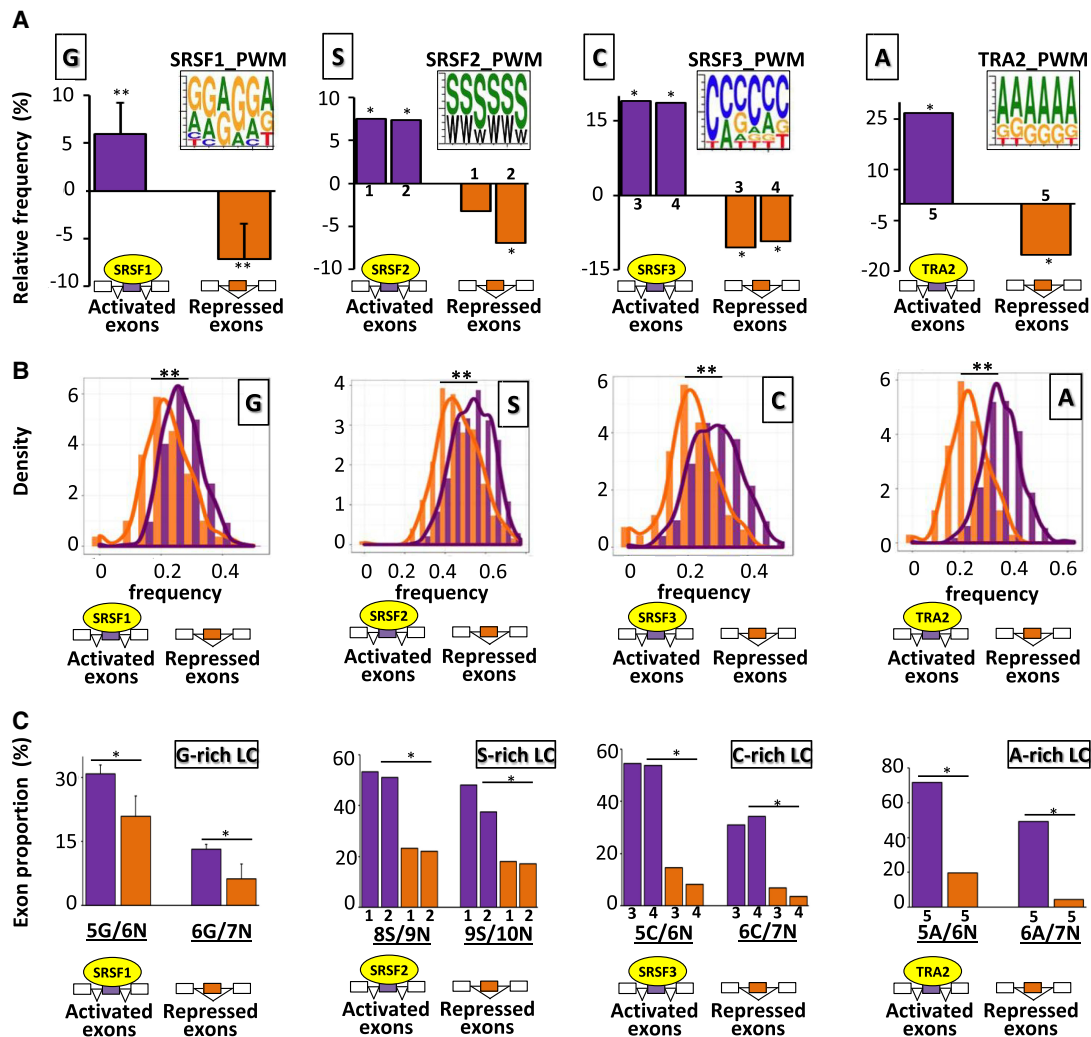 A
G
SRSF1_PWM
S
SRSF2_PWM
C
SRSF3_PWM
A
TRA2_PWM
Relative frequency (%)
10
5
0
-5
-10
**
**
SRSF1
Activated exons
Repressed exons
10
5
0
-5
-10
* *
1 2
1 2
*
SRSF2
Activated exons
Repressed exons
15
0
-15
* *
3 4
3 4
* *
SRSF3
Activated exons
Repressed exons
25
10
-5
-20
*
5
5
*
TRA2
Activated exons
Repressed exons
B
Density
6
4
2
0
**
G
0 0.2 0.4
frequency
SRSF1
Activated exons
Repressed exons
4
3
2
1
0
**
S
0 0.2 0.4 0.6
frequency
SRSF2
Activated exons
Repressed exons
6
4
2
0
**
C
0 0.2 0.4
frequency
SRSF3
Activated exons
Repressed exons
6
4
2
0
**
A
0 0.2 0.4 0.6
frequency
TRA2
Activated exons
Repressed exons
C
Exon proportion (%)
30
15
0
*
*
G-rich LC
5G/6N 6G/7N
SRSF1
Activated exons
Repressed exons
60
40
20
0
*
*
S-rich LC
1 2 1 2 1 2 1 2
8S/9N 9S/10N
SRSF2
Activated exons
Repressed exons
60
40
20
0
*
*
C-rich LC
3 4 3 4 3 4 3 4
5C/6N 6C/7N
SRSF3
Activated exons
Repressed exons
80
60
40
20
0
*
*
A-rich LC
5 5 5 5
5A/6N 6A/7N
TRA2
Activated exons
Repressed exons